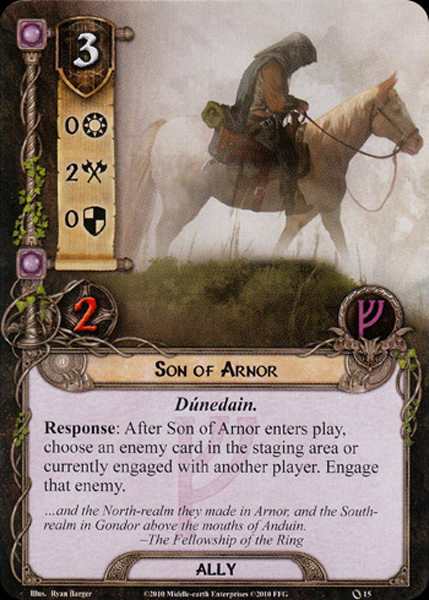 3
0
2
0
2
SON OF ARNOR
Dúnedain.
Response: After Son of Arnor enters play,
choose an enemy card in the staging area or
currently engaged with another player. Engage
that enemy.
...and the North-realm they made in Arnor, and the South-
realm in Gondor above the mouths of Anduin.
–The Fellowship of the Ring
ALLY
Illus. Ryan Barger ©2010 Middle-earth Enterprises ©2010 FFG 15